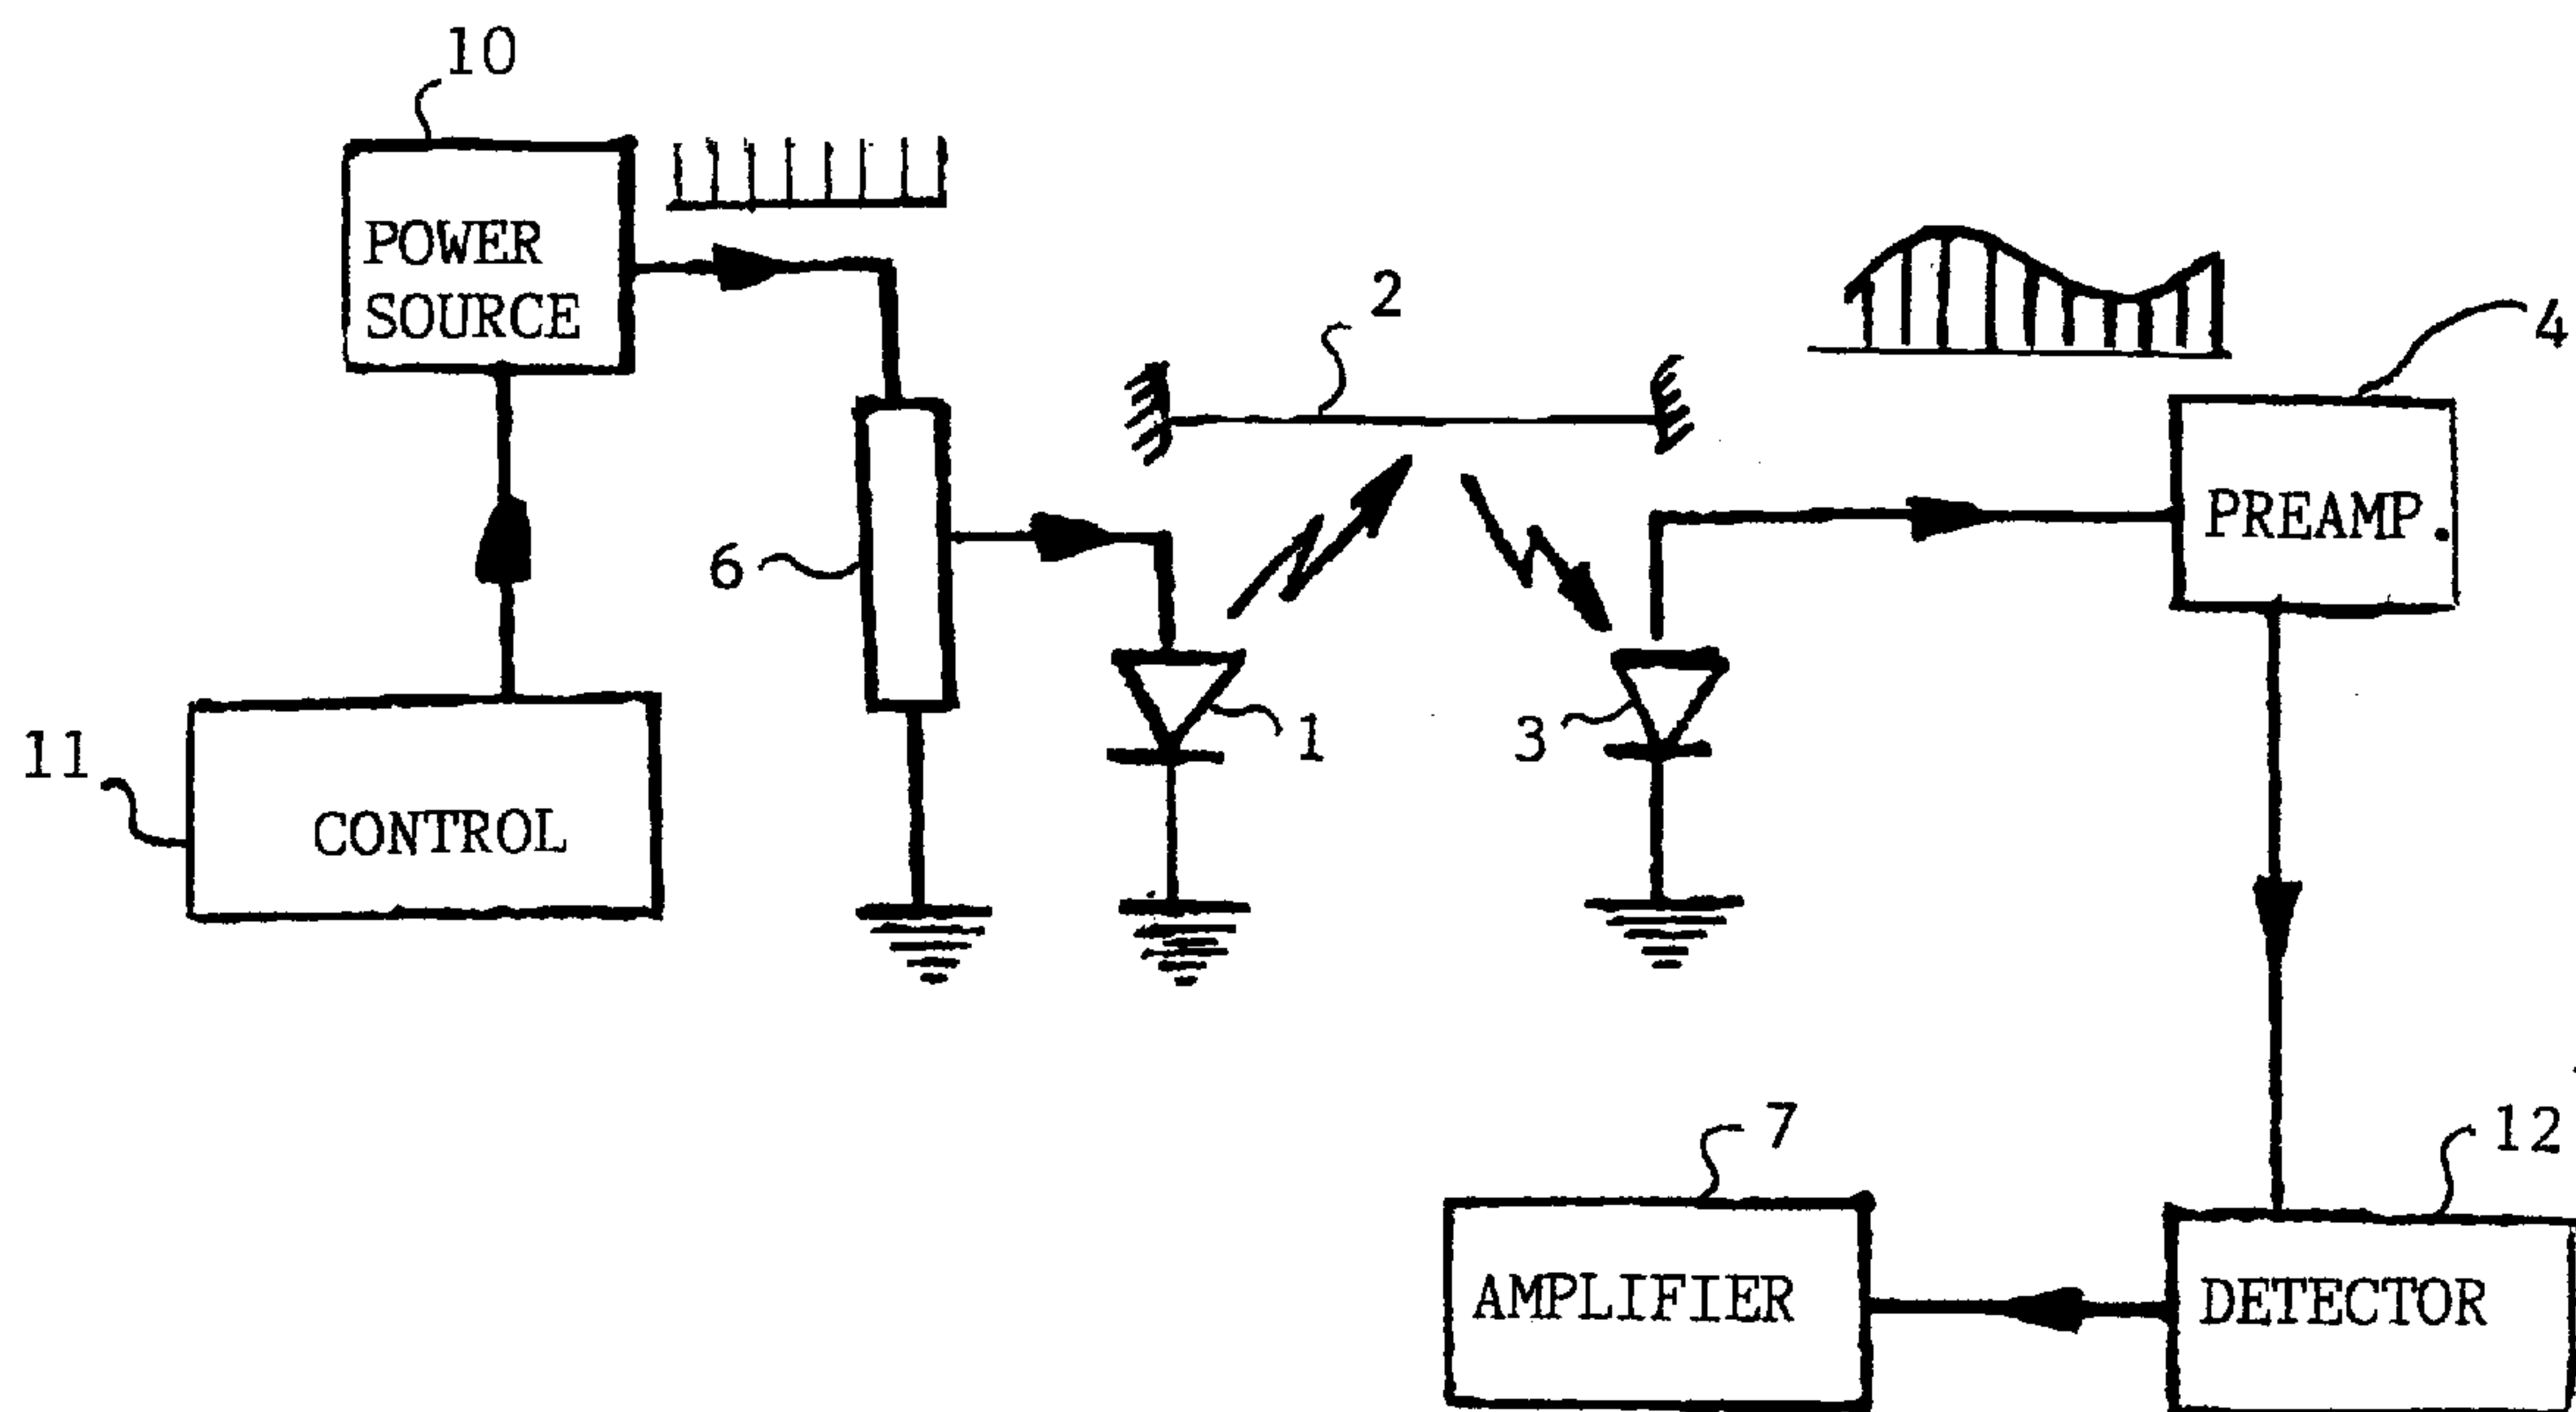 10
POWER
SOURCE
2
4
PREAMP.
6
1
3
11
CONTROL
7
12
AMPLIFIER
DETECTOR